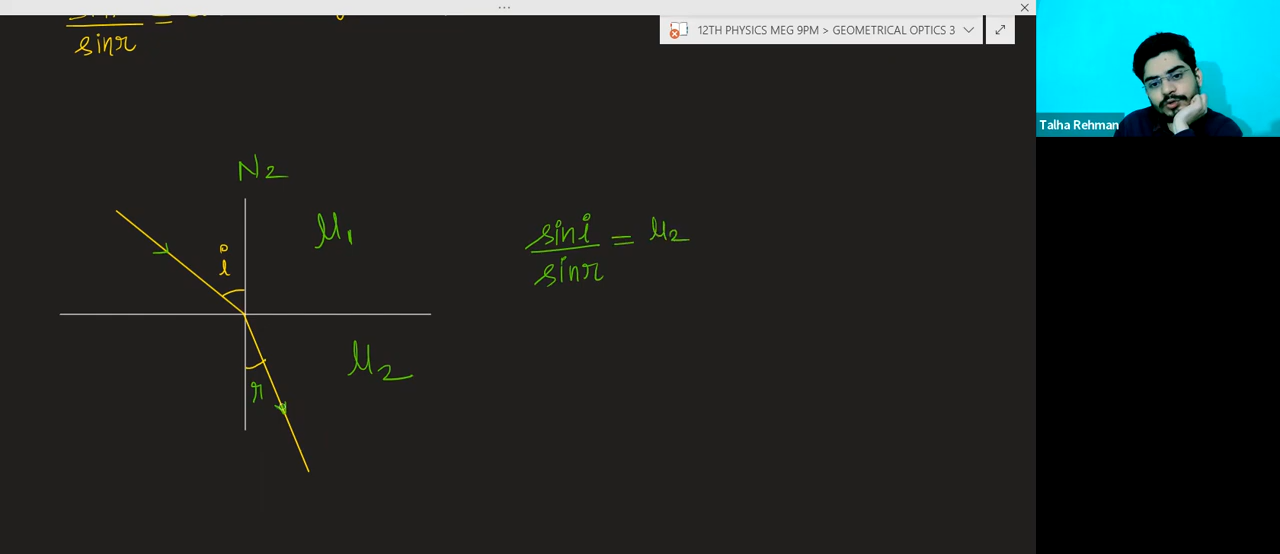 sinr
12TH PHYSICS MEG 9PM > GEOMETRICAL OPTICS 3
Talha Rehman
N2
μ1
i
sini/sinr = μ2
μ2
r